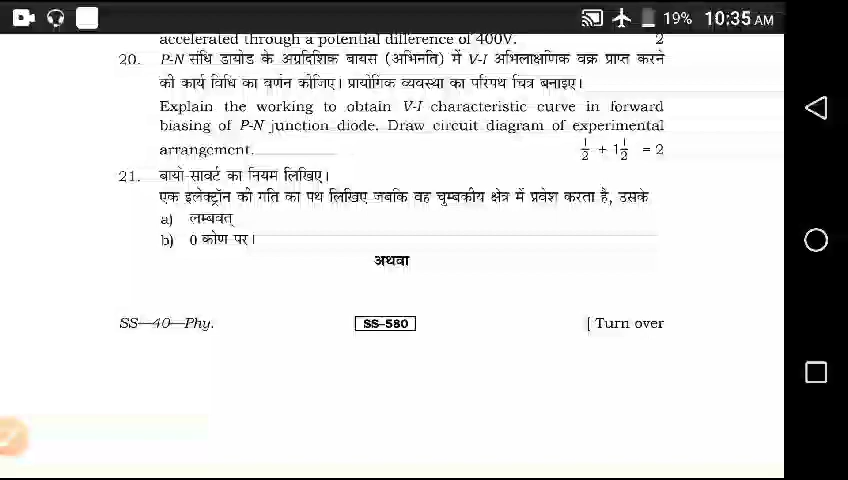 19% 10:35 AM
accelerated through a potential difference of 400V. 2
20. P-N संधि डायोड के अग्रदिशिक बायस (अभिनति) में V-I अभिलाक्षणिक वक्र प्राप्त करने
की कार्य विधि का वर्णन कीजिए। प्रायोगिक व्यवस्था का परिपथ चित्र बनाइए।
Explain the working to obtain V-I characteristic curve in forward
biasing of P-N junction diode. Draw circuit diagram of experimental
arrangement. 1/2 + 1 1/2 = 2
21. बायो-सावर्ट का नियम लिखिए।
एक इलेक्ट्रॉन की गति का पथ लिखिए जबकि वह चुम्बकीय क्षेत्र में प्रवेश करता है, उसके
a) लम्बवत्
b) 0 कोण पर।
अथवा
SS—40—Phy. SS-580 [ Turn over